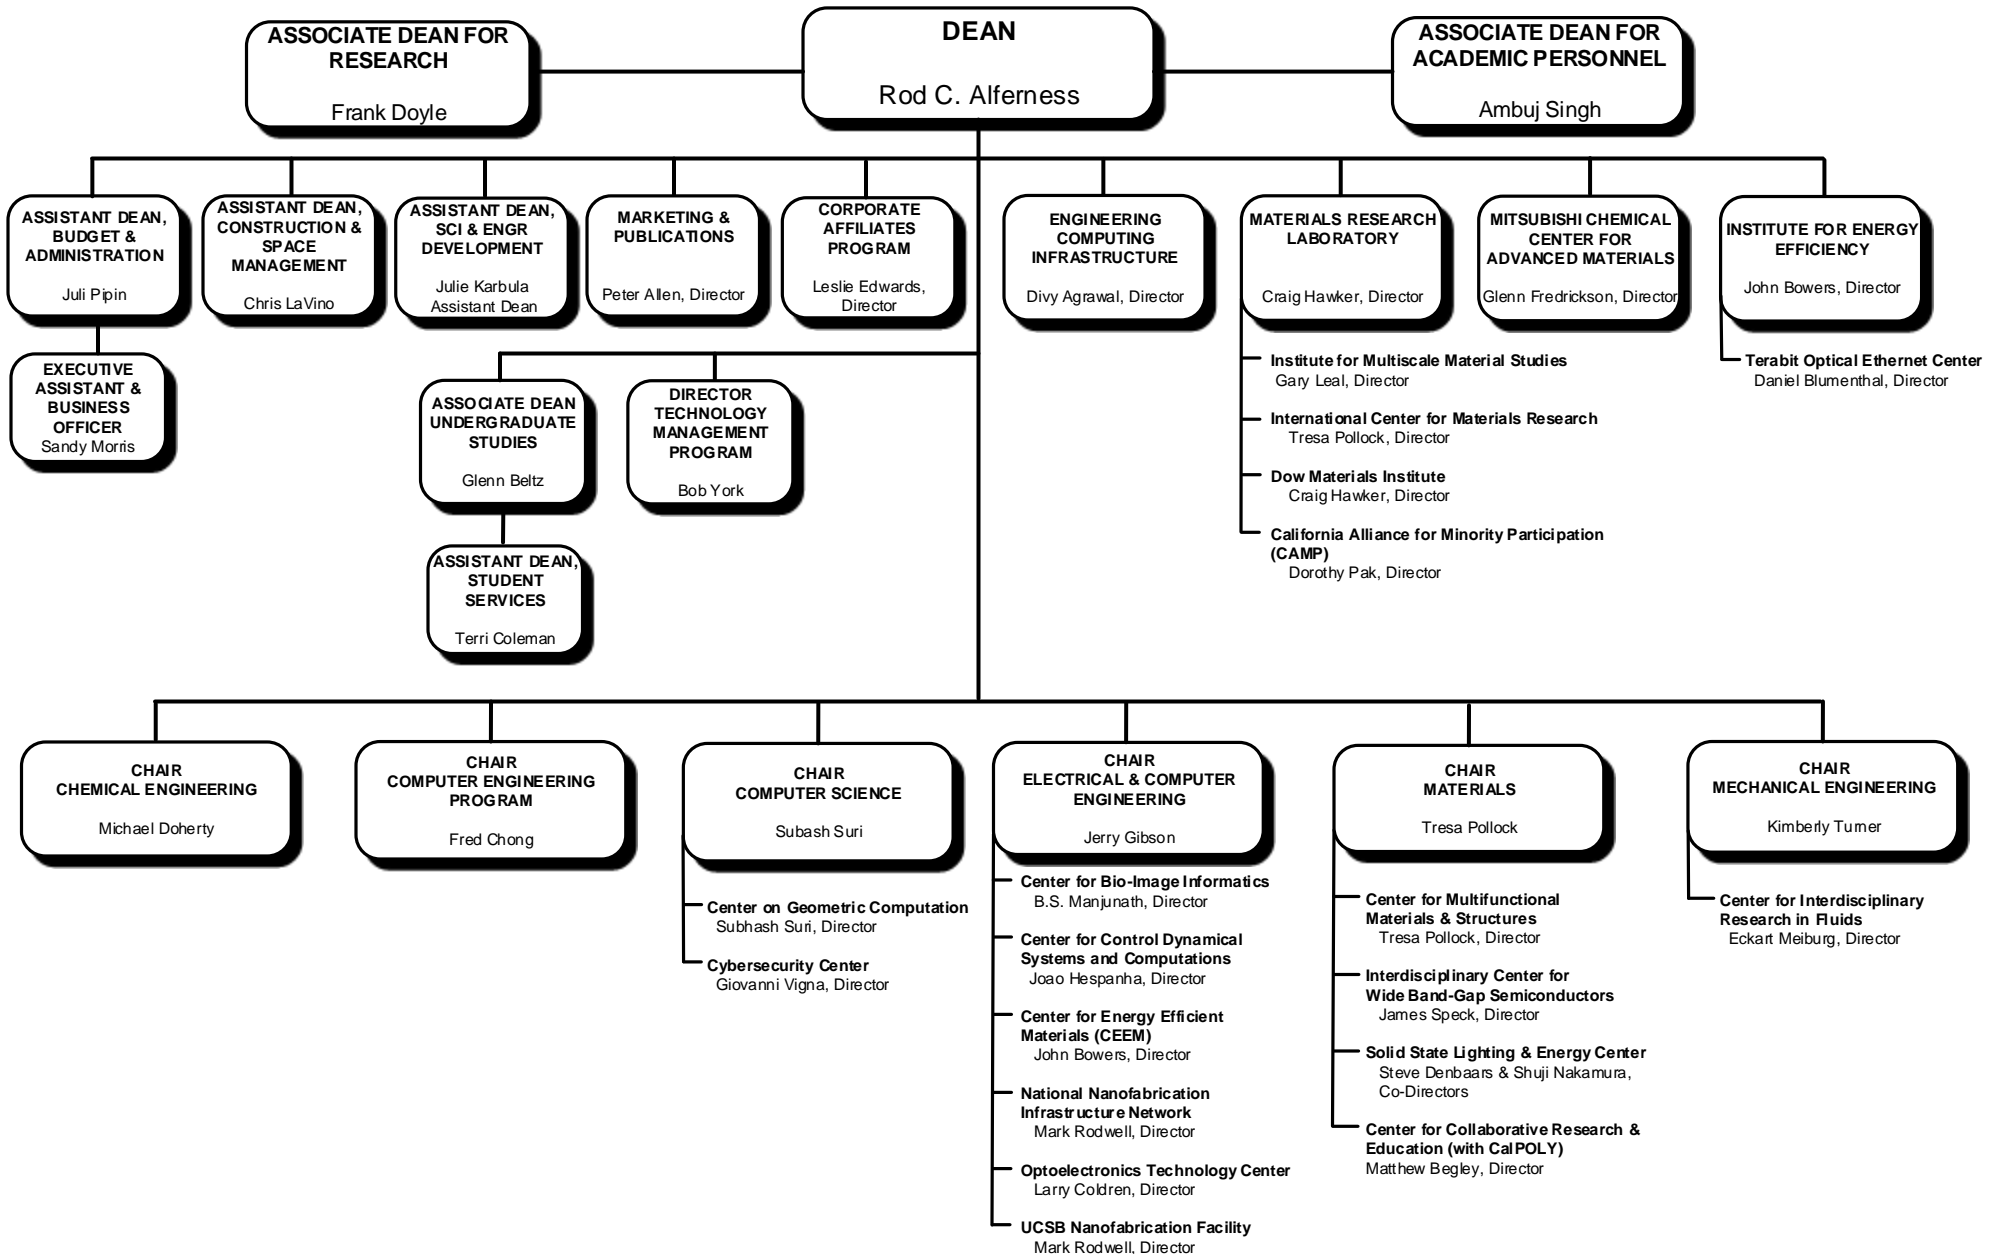 ASSOCIATE DEAN FOR
RESEARCH
Frank Doyle
DEAN
Rod C. Alferness
ASSOCIATE DEAN FOR
ACADEMIC PERSONNEL
Ambuj Singh
ASSISTANT DEAN,
BUDGET &
ADMINISTRATION
Juli Pipin
ASSISTANT DEAN,
CONSTRUCTION &
SPACE
MANAGEMENT
Chris LaVino
ASSISTANT DEAN,
SCI & ENGR
DEVELOPMENT
Julie Karbula
Assistant Dean
MARKETING &
PUBLICATIONS
Peter Allen, Director
CORPORATE
AFFILIATES
PROGRAM
Leslie Edwards,
Director
ENGINEERING
COMPUTING
INFRASTRUCTURE
Divy Agrawal, Director
MATERIALS RESEARCH
LABORATORY
Craig Hawker, Director
MITSUBISHI CHEMICAL
CENTER FOR
ADVANCED MATERIALS
Glenn Fredrickson, Director
INSTITUTE FOR ENERGY
EFFICIENCY
John Bowers, Director
EXECUTIVE
ASSISTANT &
BUSINESS
OFFICER
Sandy Morris
ASSOCIATE DEAN
UNDERGRADUATE
STUDIES
Glenn Beltz
DIRECTOR
TECHNOLOGY
MANAGEMENT
PROGRAM
Bob York
Institute for Multiscale Material Studies
Gary Leal, Director
International Center for Materials Research
Tresa Pollock, Director
Dow Materials Institute
Craig Hawker, Director
California Alliance for Minority Participation
(CAMP)
Dorothy Pak, Director
Terabit Optical Ethernet Center
Daniel Blumenthal, Director
ASSISTANT DEAN,
STUDENT
SERVICES
Terri Coleman
CHAIR
CHEMICAL ENGINEERING
Michael Doherty
CHAIR
COMPUTER ENGINEERING
PROGRAM
Fred Chong
CHAIR
COMPUTER SCIENCE
Subash Suri
CHAIR
ELECTRICAL & COMPUTER
ENGINEERING
Jerry Gibson
CHAIR
MATERIALS
Tresa Pollock
CHAIR
MECHANICAL ENGINEERING
Kimberly Turner
Center on Geometric Computation
Subhash Suri, Director
Cybersecurity Center
Giovanni Vigna, Director
Center for Bio-Image Informatics
B.S. Manjunath, Director
Center for Control Dynamical
Systems and Computations
Joao Hespanha, Director
Center for Energy Efficient
Materials (CEEM)
John Bowers, Director
National Nanofabrication
Infrastructure Network
Mark Rodwell, Director
Optoelectronics Technology Center
Larry Coldren, Director
UCSB Nanofabrication Facility
Mark Rodwell, Director
Center for Multifunctional
Materials & Structures
Tresa Pollock, Director
Interdisciplinary Center for
Wide Band-Gap Semiconductors
James Speck, Director
Solid State Lighting & Energy Center
Steve Denbaars & Shuji Nakamura,
Co-Directors
Center for Collaborative Research &
Education (with CalPOLY)
Matthew Begley, Director
Center for Interdisciplinary
Research in Fluids
Eckart Meiburg, Director